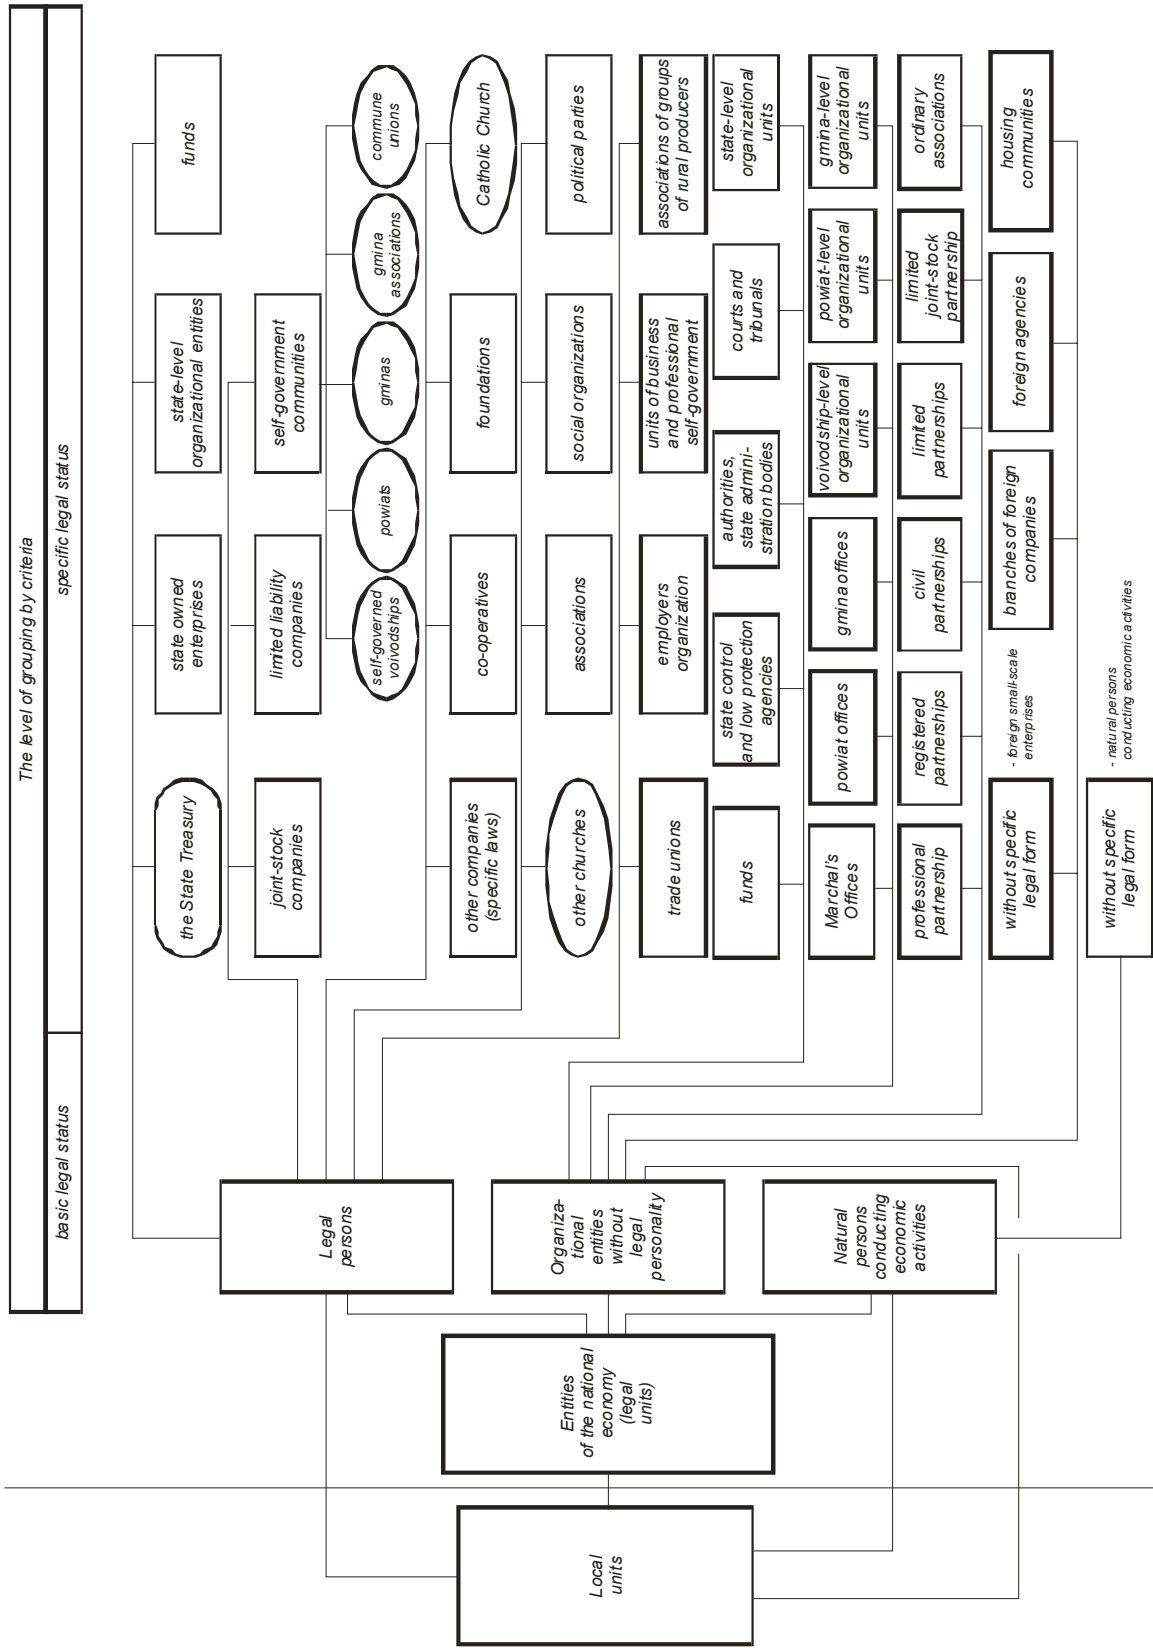 The level of grouping by criteria
basic legal status
specific legal status
Local
units
Entities
of the national
economy
(legal
units)
Legal
persons
Organiza-
tional
entities
without
legal
personality
Natural
persons
conducting
economic
activities
the State Treasury
state owned
enterprises
state-level
organizational entities
funds
joint-stock
companies
limited liability
companies
self-government
communities
self-governed
voivodships
powiats
gminas
gmina
associations
commune
unions
other companies
(specific laws)
co-operatives
foundations
Catholic Church
other churches
associations
social organizations
political parties
trade unions
employers
organization
units of business
and professional
self-government
associations of groups
of rural producers
funds
state control
and low protection
agencies
authorities,
state admini-
stration bodies
courts and
tribunals
state-level
organizational
units
Marchal's
Offices
powiat offices
gmina offices
voivodship-level
organizational
units
powiat-level
organizational
units
gmina-level
organizational
units
professional
partnership
registered
partnerships
civil
partnerships
limited
partnerships
limited
joint-stock
partnership
ordinary
associations
without specific
legal form
- foreign small-scale
enterprises
branches of foreign
companies
foreign agencies
housing
communities
without specific
legal form
- natural persons
conducting economic activities